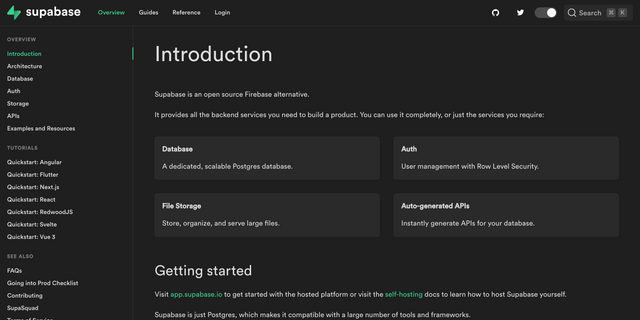 supabase
Overview
Guides
Reference
Login
Search
⌘ K
OVERVIEW
Introduction
Architecture
Database
Auth
Storage
APIs
Examples and Resources
TUTORIALS
Quickstart: Angular
Quickstart: Flutter
Quickstart: Next.js
Quickstart: React
Quickstart: RedwoodJS
Quickstart: Svelte
Quickstart: Vue 3
SEE ALSO
FAQs
Going into Prod Checklist
Contributing
SupaSquad
Terms of Service
Introduction
Supabase is an open source Firebase alternative.
It provides all the backend services you need to build a product. You can use it completely, or just the services you require:
Database
A dedicated, scalable Postgres database.
Auth
User management with Row Level Security.
File Storage
Store, organize, and serve large files.
Auto-generated APIs
Instantly generate APIs for your database.
Getting started
Visit app.supabase.io to get started with the hosted platform or visit the self-hosting docs to learn how to host Supabase yourself.
Supabase is just Postgres, which makes it compatible with a large number of tools and frameworks.